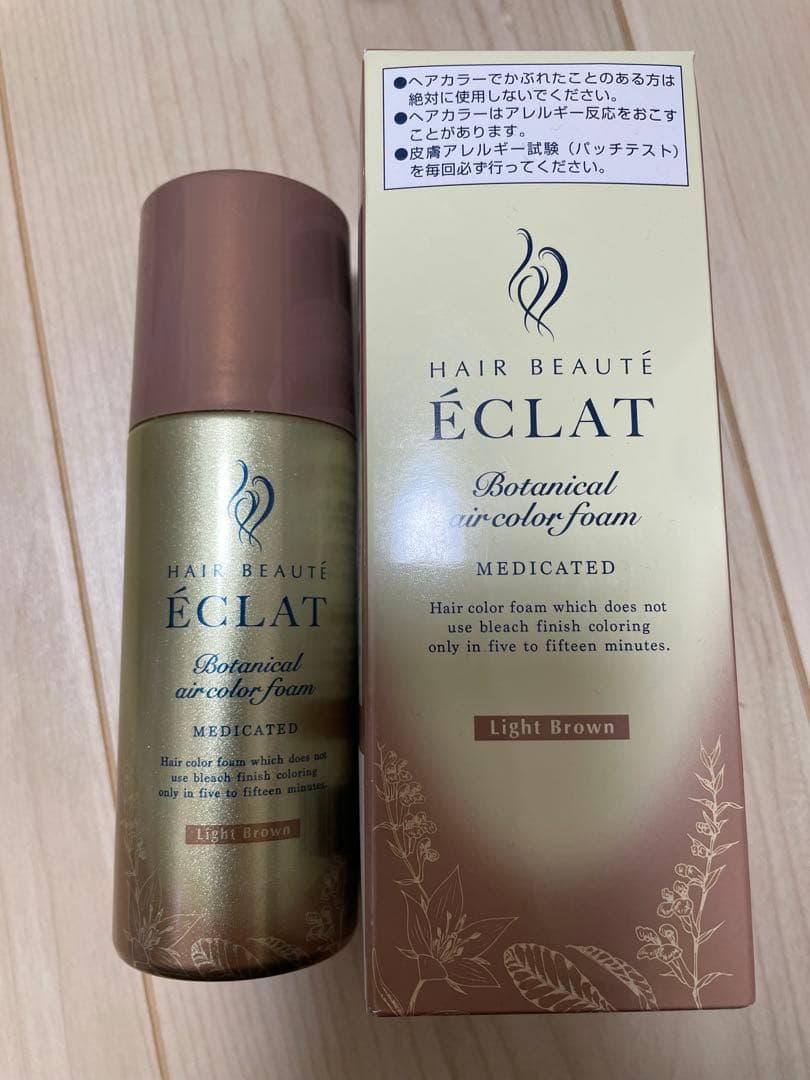 ●ヘアカラーでかぶれたことのある方は
絶対に使用しないでください。
●ヘアカラーはアレルギー反応をおこす
ことがあります。
●皮膚アレルギー試験（パッチテスト）
を毎回必ず行ってください。
HAIR BEAUTÉ
ÉCLAT
Botanical
air color foam
MEDICATED
Hair color foam which does not
use bleach finish coloring
only in five to fifteen minutes.
Light Brown
HAIR BEAUTÉ
ÉCLAT
Botanical
air color foam
MEDICATED
Hair color foam which does not
use bleach finish coloring
only in five to fifteen minutes.
Light Brown